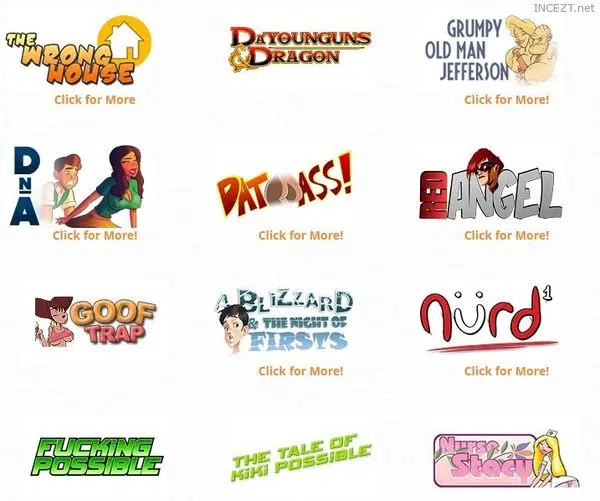 INCEZT.net
THE WRONG HOUSE
Click for More
DAYOUNGUNS & DRAGON
GRUMPY
OLD MAN
JEFFERSON
Click for More!
D
N
A
Click for More!
DAT ASS!
Click for More!
RED ANGEL
Click for More!
GOOF
TRAP
A BLIZZARD
& THE NIGHT OF
FIRSTS
Click for More!
nürd 1
Click for More!
FUCKING
POSSIBLE
THE TALE OF
KIKI POSSIBLE
Nurse
Stacy